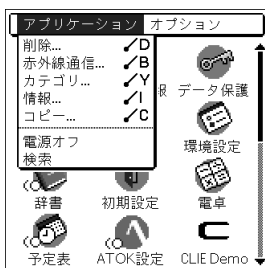 アプリケーション オプション
削除... ／D
赤外線通信... ／B
カテゴリ... ／Y
情報... ／I
コピー... ／C
電源オフ
検索
データ保護
環境設定
辞書 初期設定 電卓
予定表 ATOK設定 CLIE Demo